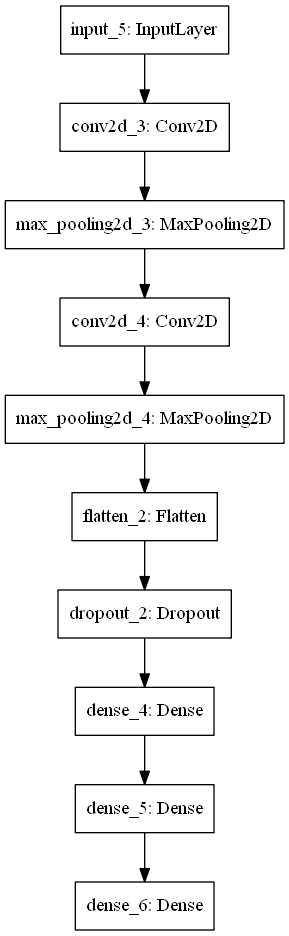 input_5: InputLayer
conv2d_3: Conv2D
max_pooling2d_3: MaxPooling2D
conv2d_4: Conv2D
max_pooling2d_4: MaxPooling2D
flatten_2: Flatten
dropout_2: Dropout
dense_4: Dense
dense_5: Dense
dense_6: Dense